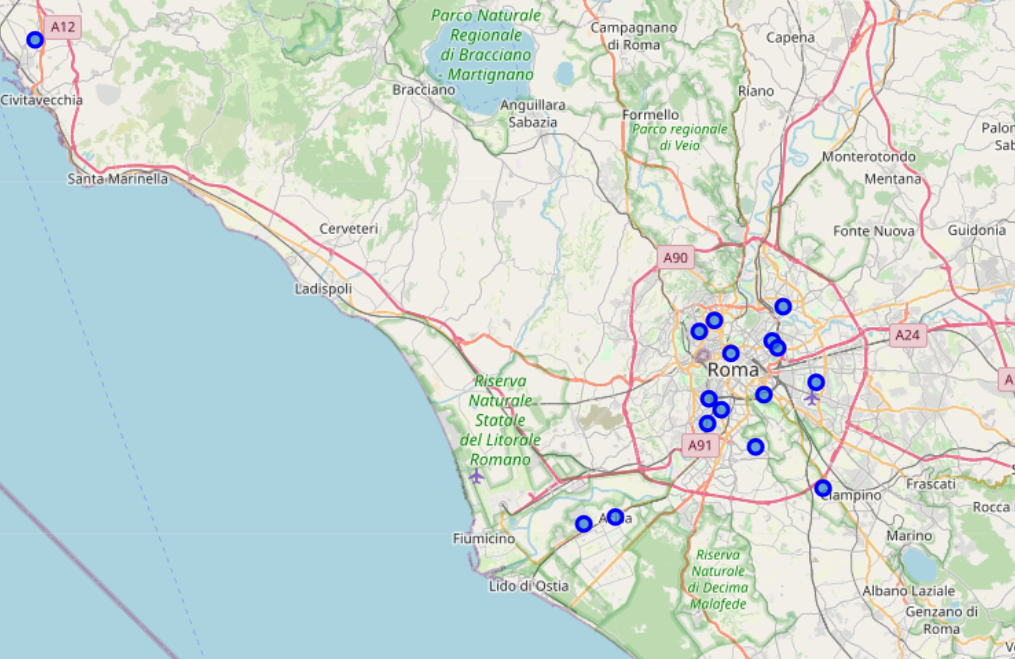 A12
Civitavecchia
Santa Marinella
Parco Naturale
Regionale
di Bracciano
- Martignano
Bracciano
Anguillara
Sabazia
Campagnano
di Roma
Capena
Riano
Formello
Parco regionale
di Veio
Monterotondo
Mentana
Fonte Nuova
Guidonia
Cerveteri
Ladispoli
A90
A24
Roma
Riserva
Naturale
Statale
del Litorale
Romano
A91
Ciampino
Frascati
Rocca
Fiumicino
Marino
Lido di Ostia
Riserva
Naturale
di Decima
Malafede
Albano Laziale
Genzano di
Roma